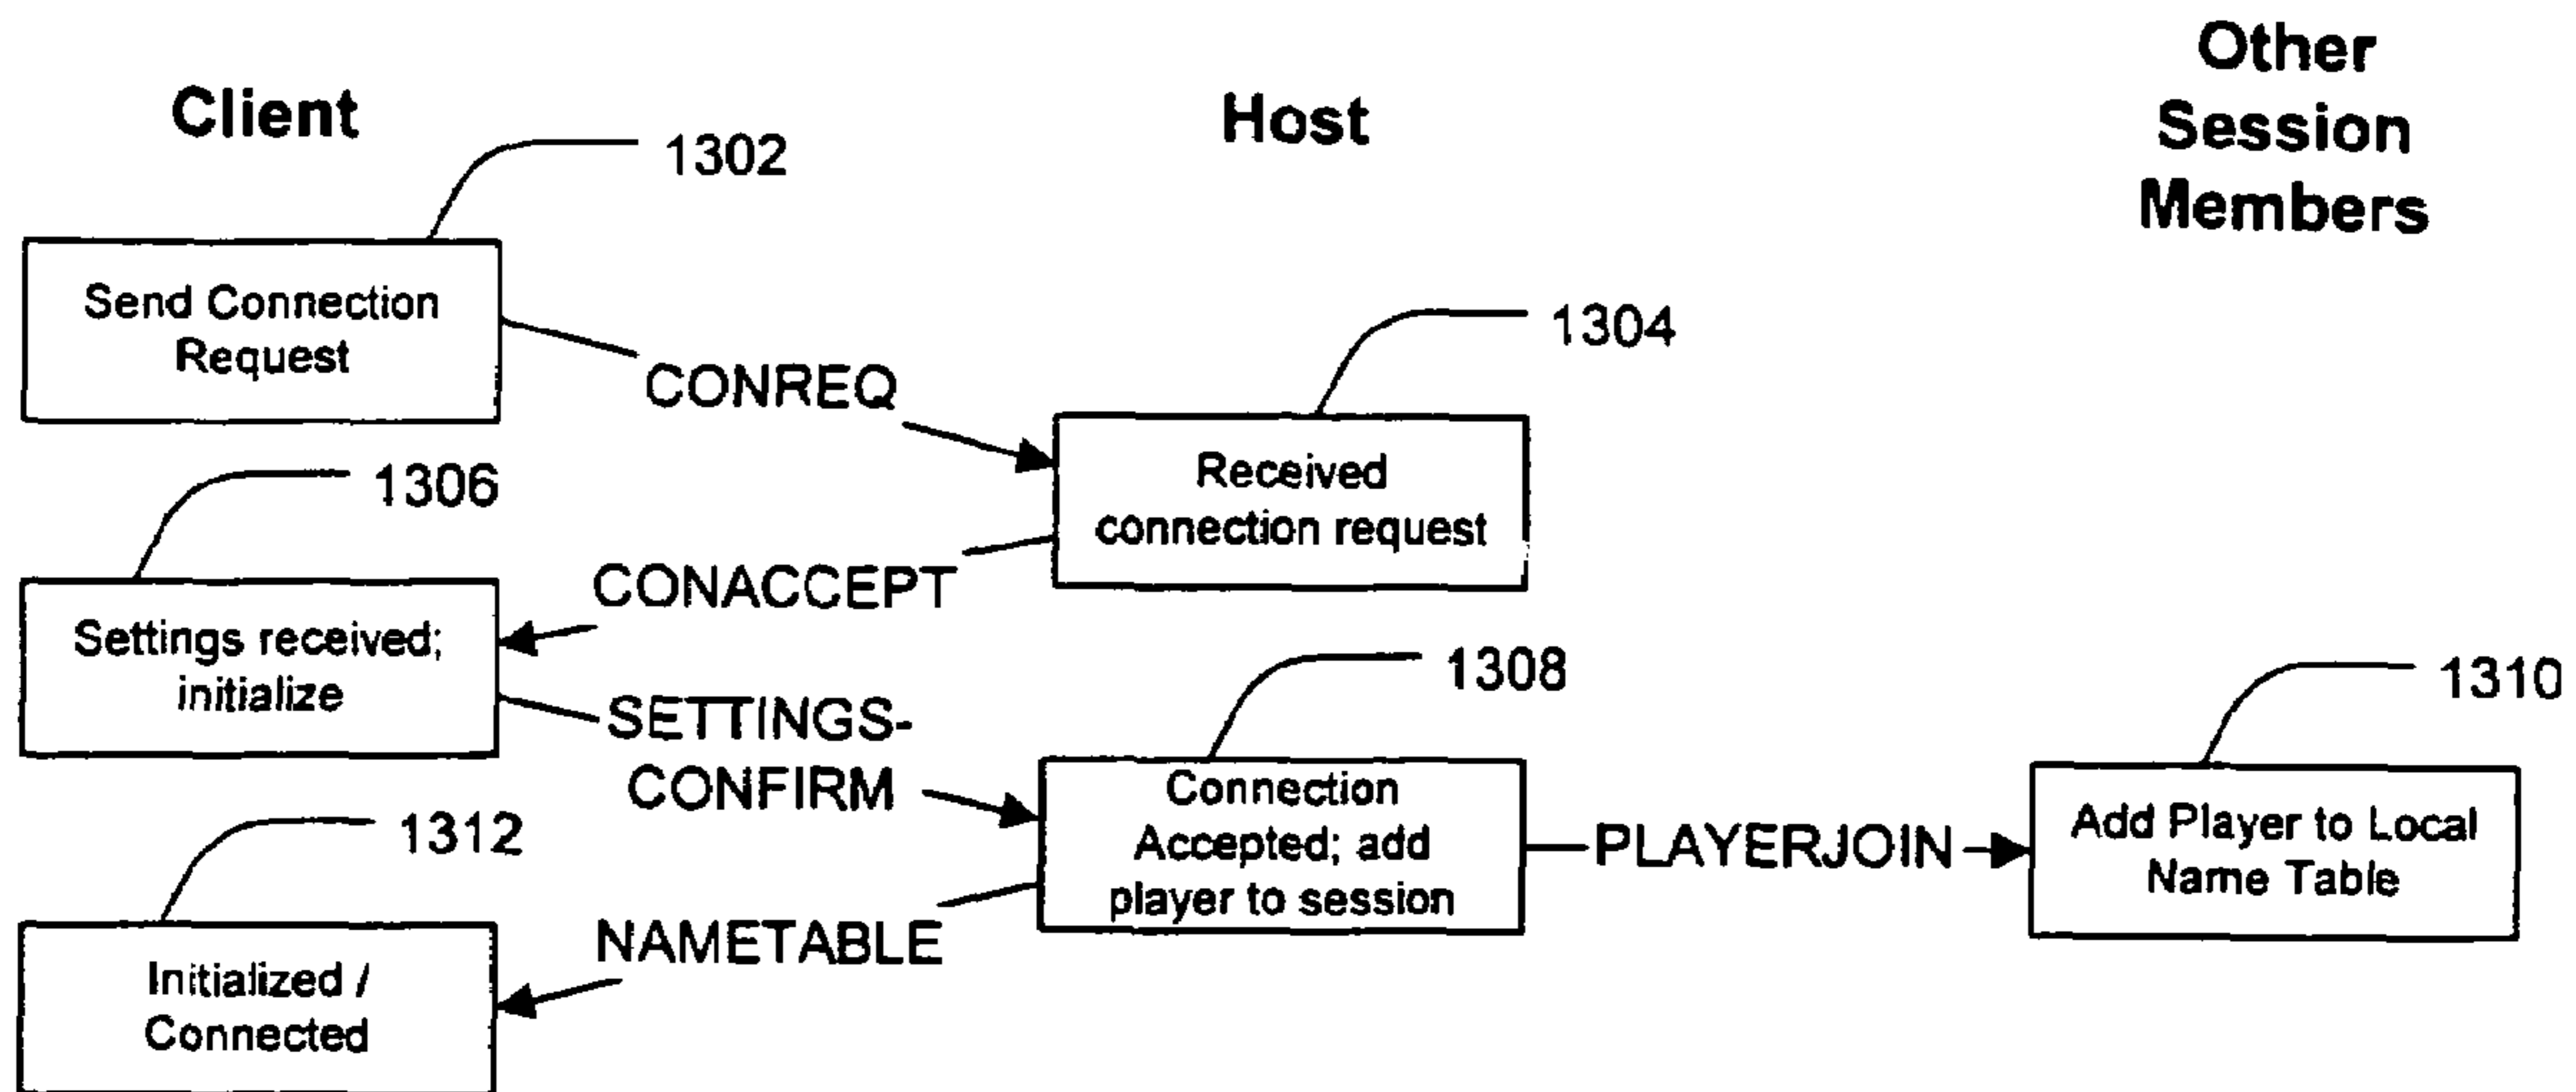 Client
Host
Other
Session
Members
1302
Send Connection
Request
CONREQ
1304
Received
connection request
1306
CONACCEPT
Settings received;
initialize
SETTINGS-
CONFIRM
1308
Connection
Accepted; add
player to session
PLAYERJOIN
1310
Add Player to Local
Name Table
1312
NAMETABLE
Initialized /
Connected